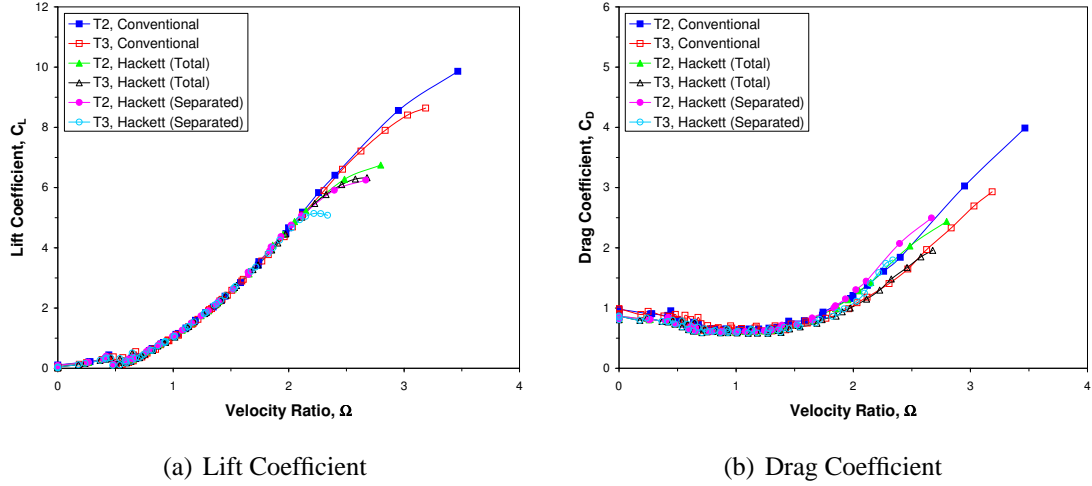 12
10
8
6
4
2
0
0
1
2
3
4
Lift Coefficient, CL
Velocity Ratio, Ω
T2, Conventional
T3, Conventional
T2, Hackett (Total)
T3, Hackett (Total)
T2, Hackett (Separated)
T3, Hackett (Separated)
(a) Lift Coefficient
6
5
4
3
2
1
0
0
1
2
3
4
Drag Coefficient, CD
Velocity Ratio, Ω
T2, Conventional
T3, Conventional
T2, Hackett (Total)
T3, Hackett (Total)
T2, Hackett (Separated)
T3, Hackett (Separated)
(b) Drag Coefficient